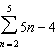 5
∑ 5n − 4
n = 2